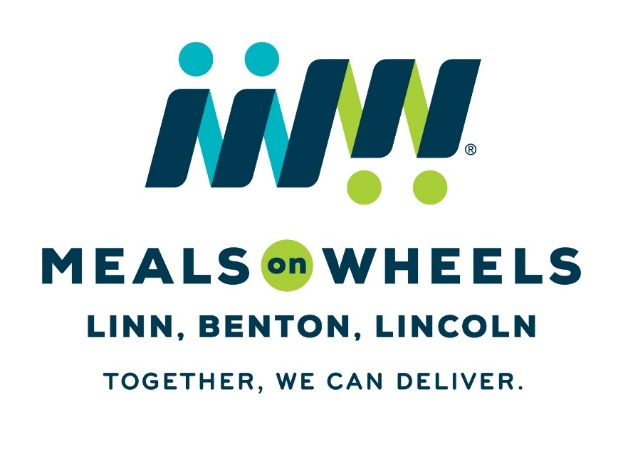 ®
MEALS on WHEELS
LINN, BENTON, LINCOLN
TOGETHER, WE CAN DELIVER.